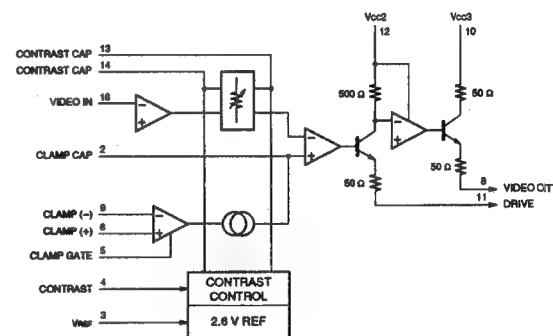 Vcc2
12
Vcc3
10
CONTRAST CAP 13
CONTRAST CAP 14
VIDEO IN 16
CLAMP CAP 2
CLAMP (−) 9
CLAMP (+) 6
CLAMP GATE 5
CONTRAST 4
VREF 3
500 Ω
50 Ω
50 Ω
50 Ω
8 VIDEO OUT
11 DRIVE
− +
− +
− +
− +
CONTRAST
CONTROL
2.6 V REF